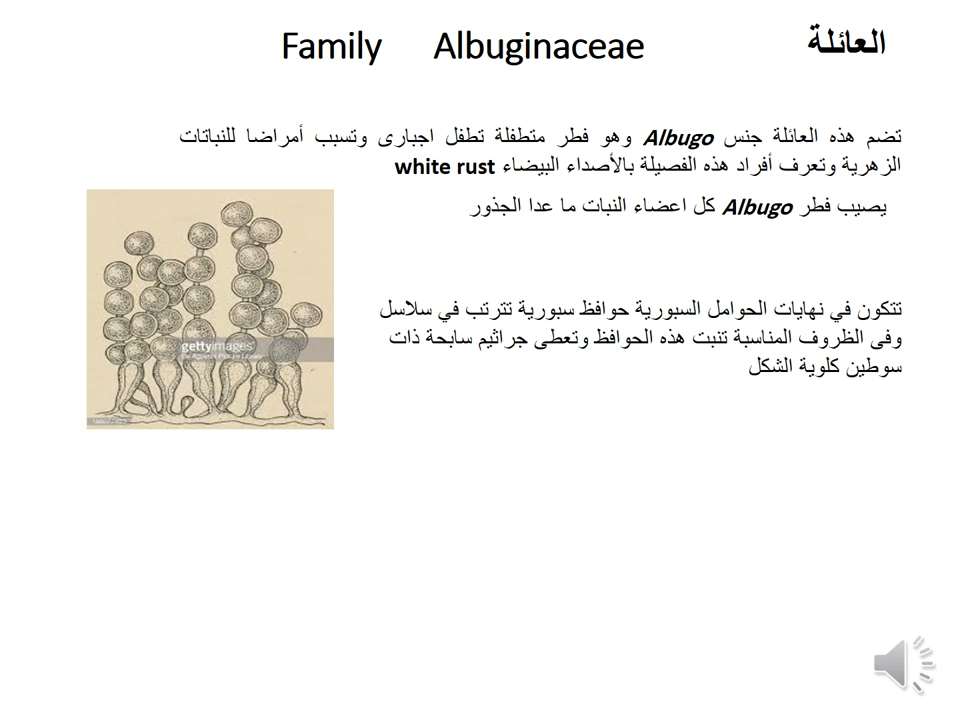 العائلة Family Albuginaceae
تضم هذه العائلة جنس Albugo وهو فطر متطفلة تطفل اجبارى وتسبب أمراضا للنباتات
الزهرية وتعرف أفراد هذه الفصيلة بالأصداء البيضاء white rust
يصيب فطر Albugo كل اعضاء النبات ما عدا الجذور
تتكون في نهايات الحوامل السبورية حوافظ سبورية تترتب في سلاسل
وفى الظروف المناسبة تنبت هذه الحوافظ وتعطى جراثيم سابحة ذات
سوطين كلوية الشكل
gettyimages